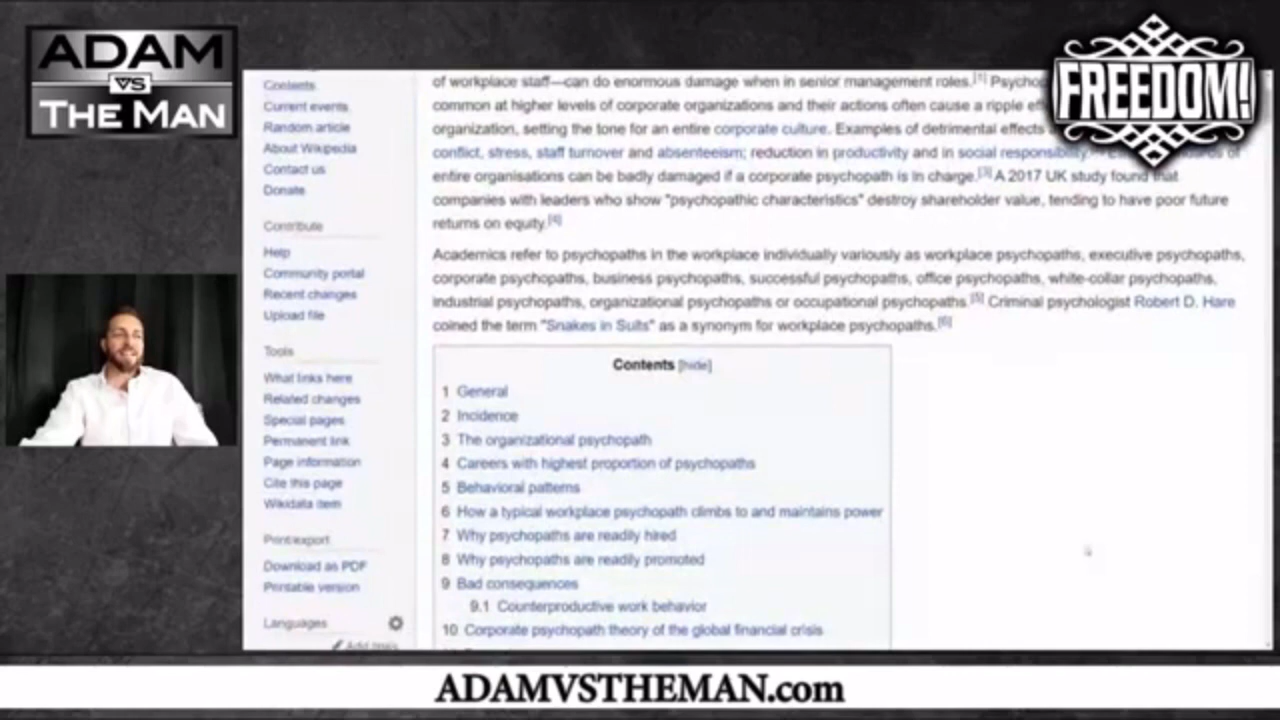 ADAM
VS
THE MAN
FREEDOM!
Contents
Current events
Random article
About Wikipedia
Contact us
Donate
Contribute
Help
Community portal
Recent changes
Upload file
Tools
What links here
Related changes
Special pages
Permanent link
Page information
Cite this page
Wikidata item
Print/export
Download as PDF
Printable version
Languages
Add links
of workplace staff—can do enormous damage when in senior management roles.[1] Psycho
common at higher levels of corporate organizations and their actions often cause a ripple
organization, setting the tone for an entire corporate culture. Examples of detrimental effects
conflict, stress, staff turnover and absenteeism; reduction in productivity and in social responsibility.
entire organisations can be badly damaged if a corporate psychopath is in charge.[3] A 2017 UK study found that
companies with leaders who show "psychopathic characteristics" destroy shareholder value, tending to have poor future
returns on equity.[4]
Academics refer to psychopaths in the workplace individually variously as workplace psychopaths, executive psychopaths,
corporate psychopaths, business psychopaths, successful psychopaths, office psychopaths, white-collar psychopaths,
industrial psychopaths, organizational psychopaths or occupational psychopaths.[5] Criminal psychologist Robert D. Hare
coined the term "Snakes in Suits" as a synonym for workplace psychopaths.[6]
Contents [hide]
1 General
2 Incidence
3 The organizational psychopath
4 Careers with highest proportion of psychopaths
5 Behavioral patterns
6 How a typical workplace psychopath climbs to and maintains power
7 Why psychopaths are readily hired
8 Why psychopaths are readily promoted
9 Bad consequences
9.1 Counterproductive work behavior
10 Corporate psychopath theory of the global financial crisis
ADAMVSTHEMAN.com